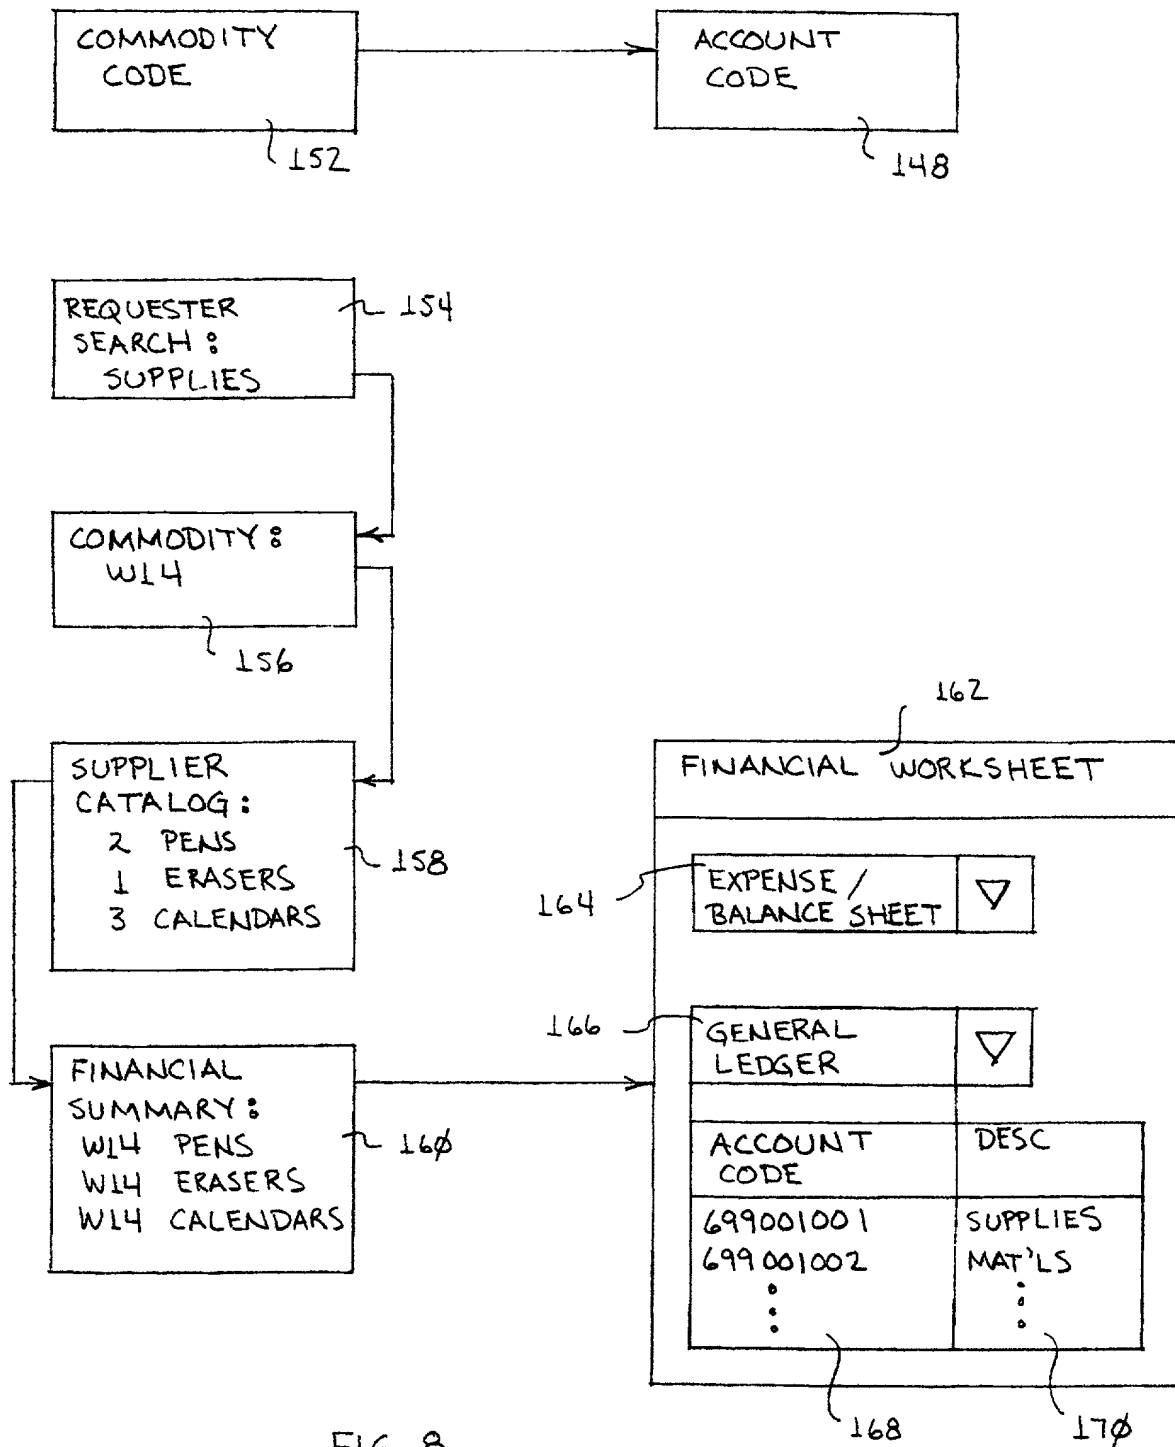 COMMODITY
CODE
152
ACCOUNT
CODE
148
REQUESTER
SEARCH:
SUPPLIES
154
COMMODITY:
W14
156
SUPPLIER
CATALOG:
2 PENS
1 ERASERS
3 CALENDARS
158
FINANCIAL
SUMMARY:
W14 PENS
W14 ERASERS
W14 CALENDARS
160
162
FINANCIAL WORKSHEET
164
EXPENSE/
BALANCE SHEET
166
GENERAL
LEDGER
ACCOUNT
CODE
DESC
699001001 SUPPLIES
699001002 MAT'LS
168
170
FIG. 8